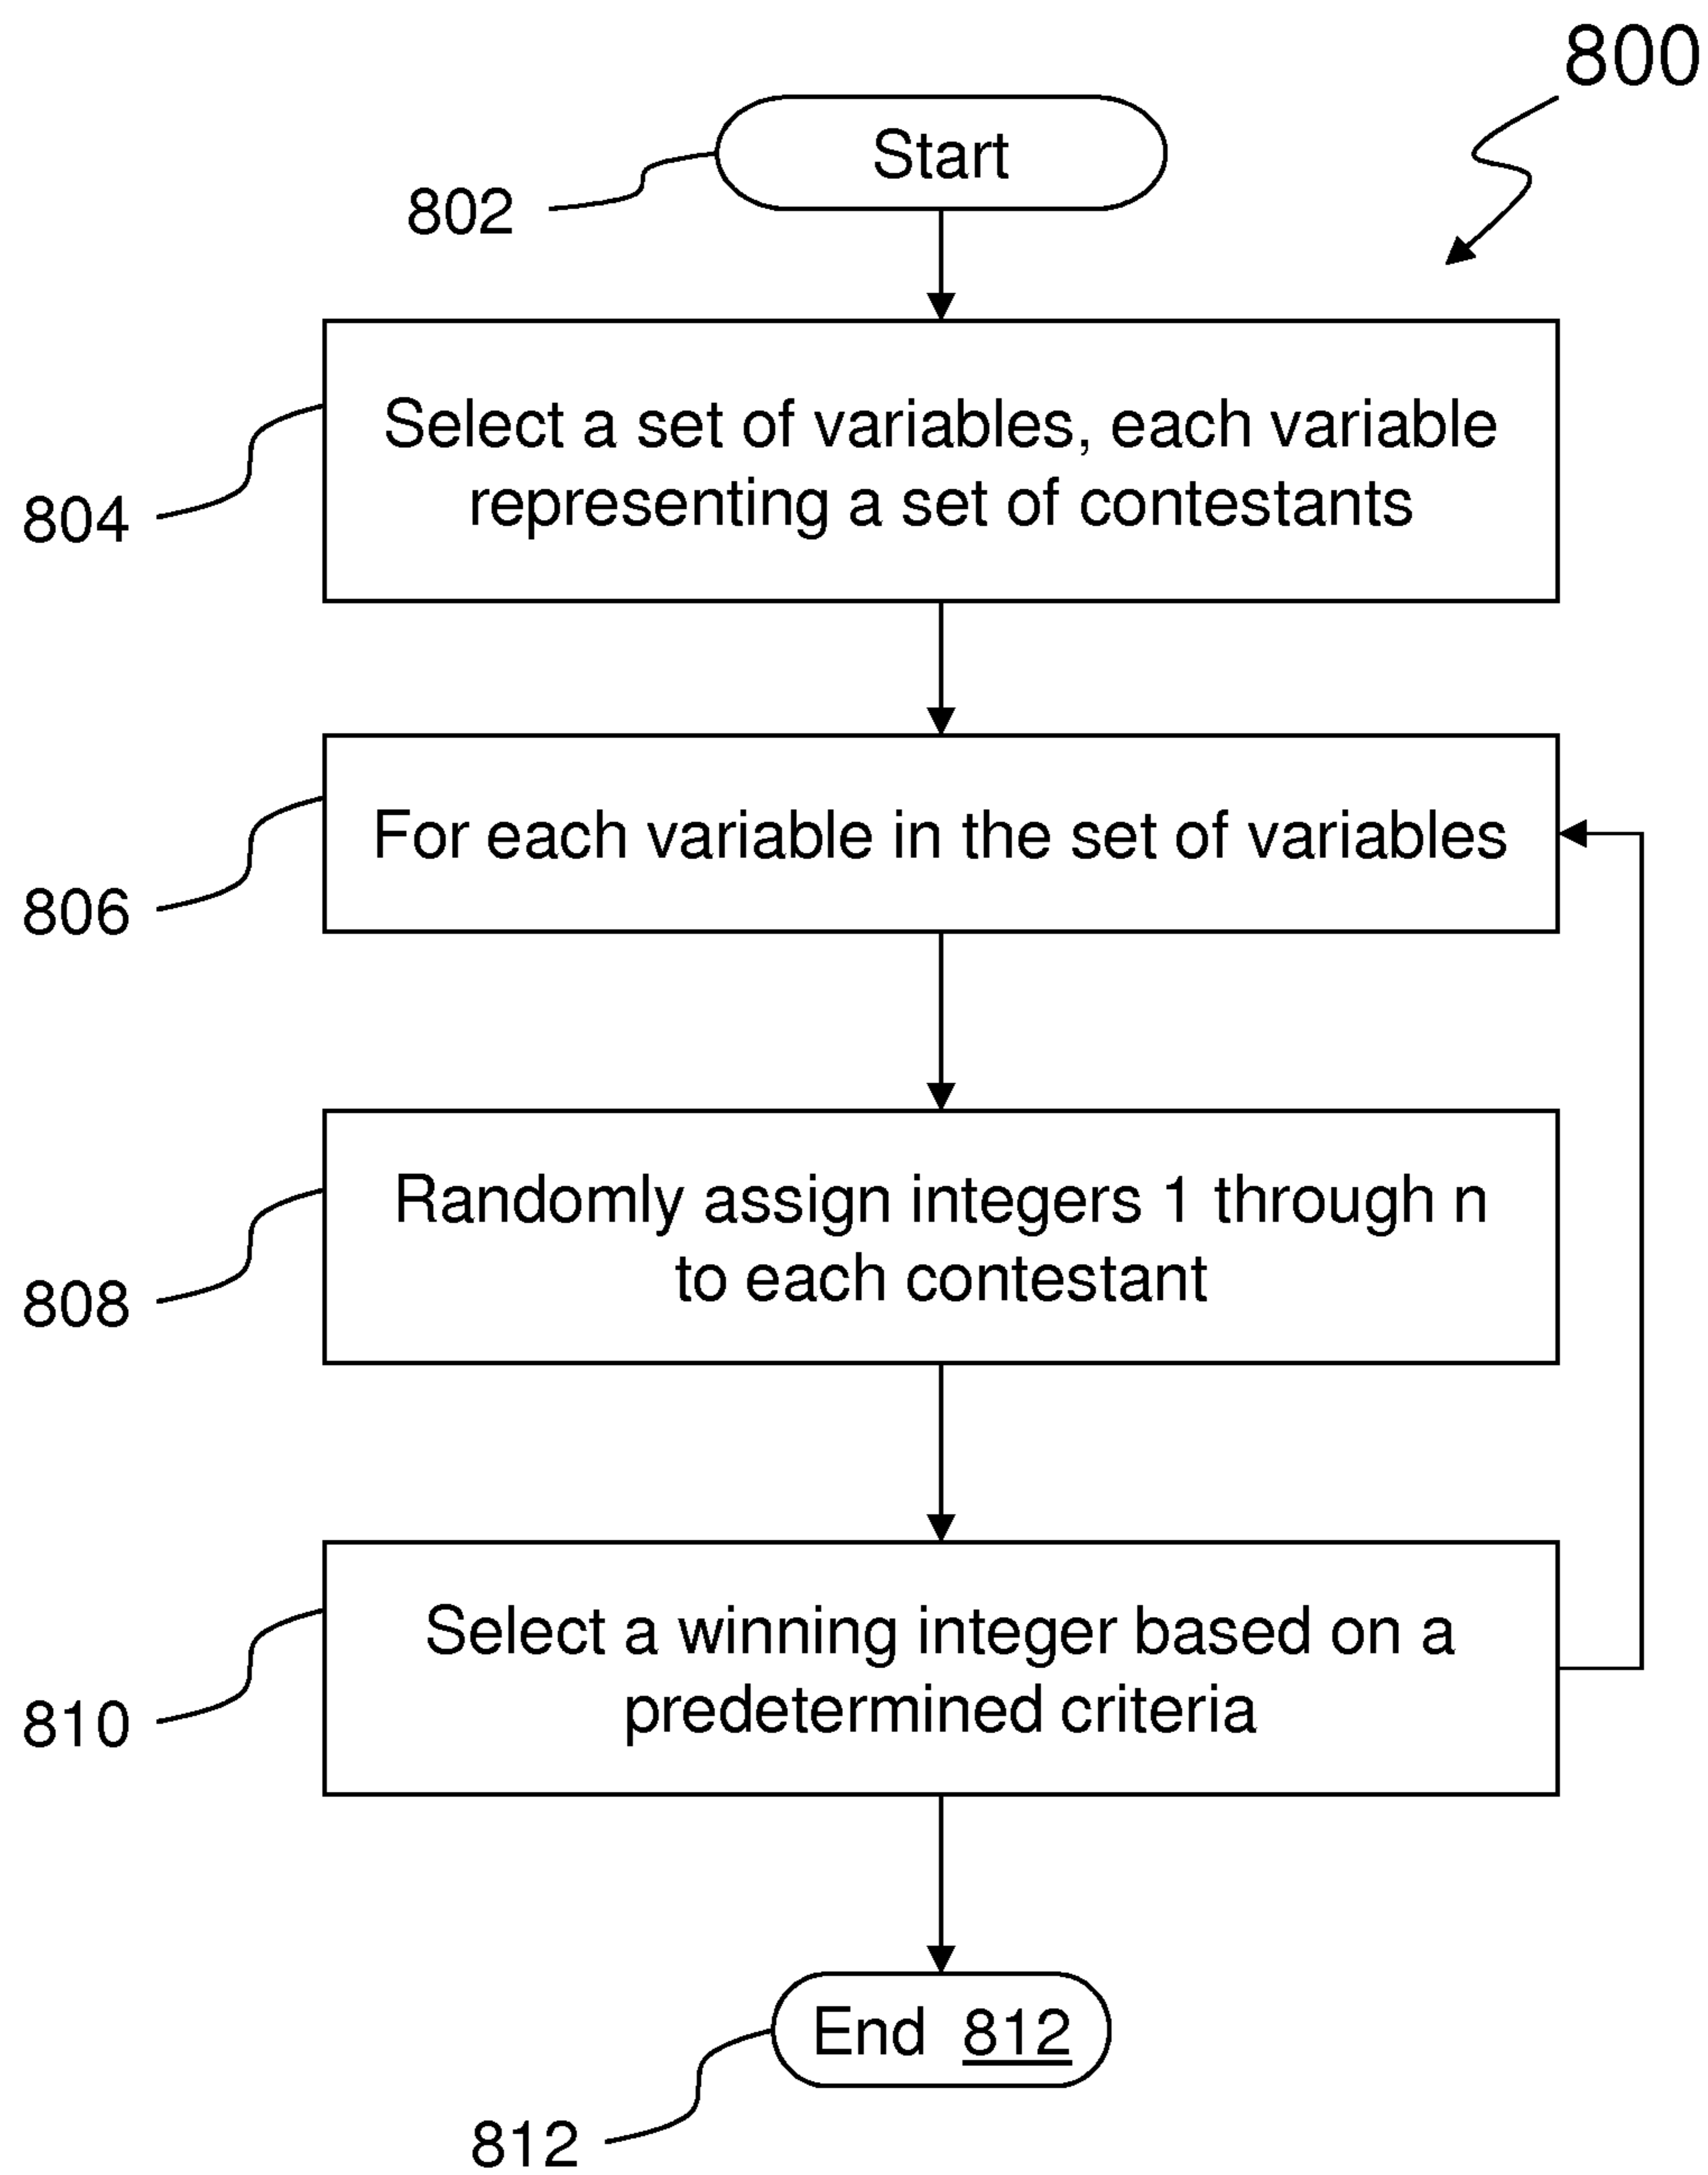 800
Start
802
Select a set of variables, each variable
representing a set of contestants
804
For each variable in the set of variables
806
Randomly assign integers 1 through n
to each contestant
808
Select a winning integer based on a
predetermined criteria
810
End 812
812